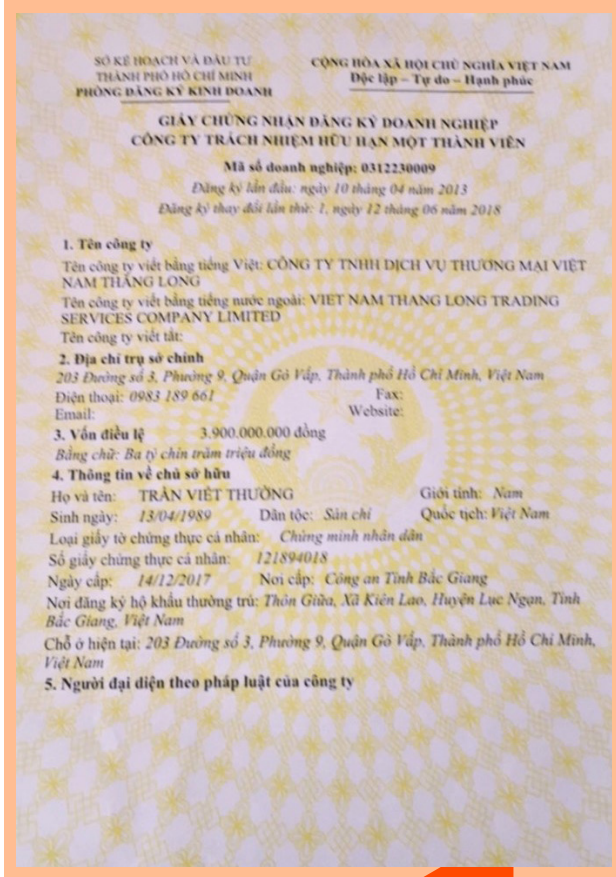 SỞ KẾ HOẠCH VÀ ĐẦU TƯ
THÀNH PHỐ HỒ CHÍ MINH
PHÒNG ĐĂNG KÝ KINH DOANH
CỘNG HÒA XÃ HỘI CHỦ NGHĨA VIỆT NAM
Độc lập – Tự do – Hạnh phúc
GIẤY CHỨNG NHẬN ĐĂNG KÝ DOANH NGHIỆP
CÔNG TY TRÁCH NHIỆM HỮU HẠN MỘT THÀNH VIÊN
Mã số doanh nghiệp: 0312230009
Đăng ký lần đầu: ngày 10 tháng 04 năm 2013
Đăng ký thay đổi lần thứ: 1, ngày 12 tháng 06 năm 2018
1. Tên công ty
Tên công ty viết bằng tiếng Việt: CÔNG TY TNHH DỊCH VỤ THƯƠNG MẠI VIỆT
NAM THĂNG LONG
Tên công ty viết bằng tiếng nước ngoài: VIET NAM THANG LONG TRADING
SERVICES COMPANY LIMITED
Tên công ty viết tắt:
2. Địa chỉ trụ sở chính
203 Đường số 3, Phường 9, Quận Gò Vấp, Thành phố Hồ Chí Minh, Việt Nam
Điện thoại: 0983 189 661 Fax:
Email: Website:
3. Vốn điều lệ 3.900.000.000 đồng
Bằng chữ: Ba tỷ chín trăm triệu đồng
4. Thông tin về chủ sở hữu
Họ và tên: TRẦN VIẾT THƯỜNG Giới tính: Nam
Sinh ngày: 13/04/1989 Dân tộc: Sán chí Quốc tịch: Việt Nam
Loại giấy tờ chứng thực cá nhân: Chứng minh nhân dân
Số giấy chứng thực cá nhân: 121894018
Ngày cấp: 14/12/2017 Nơi cấp: Công an Tỉnh Bắc Giang
Nơi đăng ký hộ khẩu thường trú: Thôn Giữa, Xã Kiên Lao, Huyện Lục Ngạn, Tỉnh
Bắc Giang, Việt Nam
Chỗ ở hiện tại: 203 Đường số 3, Phường 9, Quận Gò Vấp, Thành phố Hồ Chí Minh,
Việt Nam
5. Người đại diện theo pháp luật của công ty